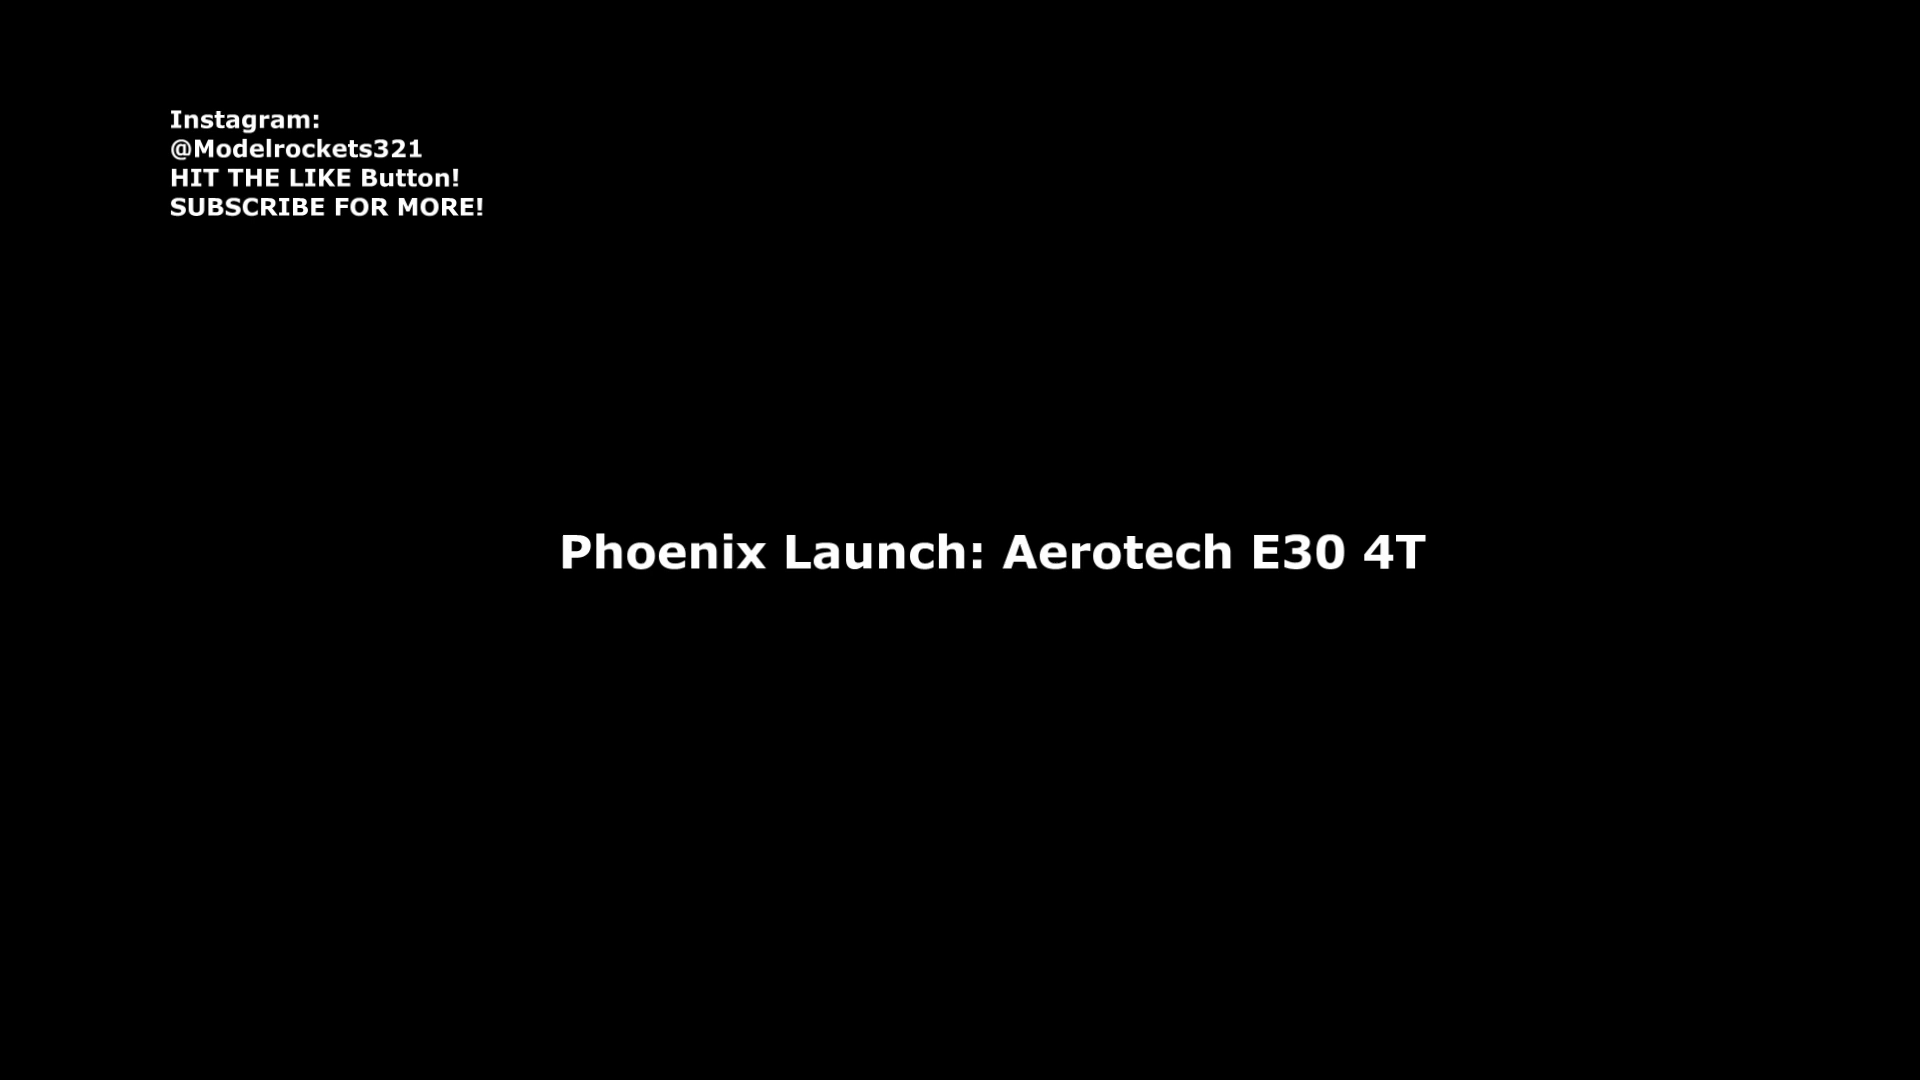 Instagram:
@Modelrockets321
HIT THE LIKE Button!
SUBSCRIBE FOR MORE!
Phoenix Launch: Aerotech E30 4T